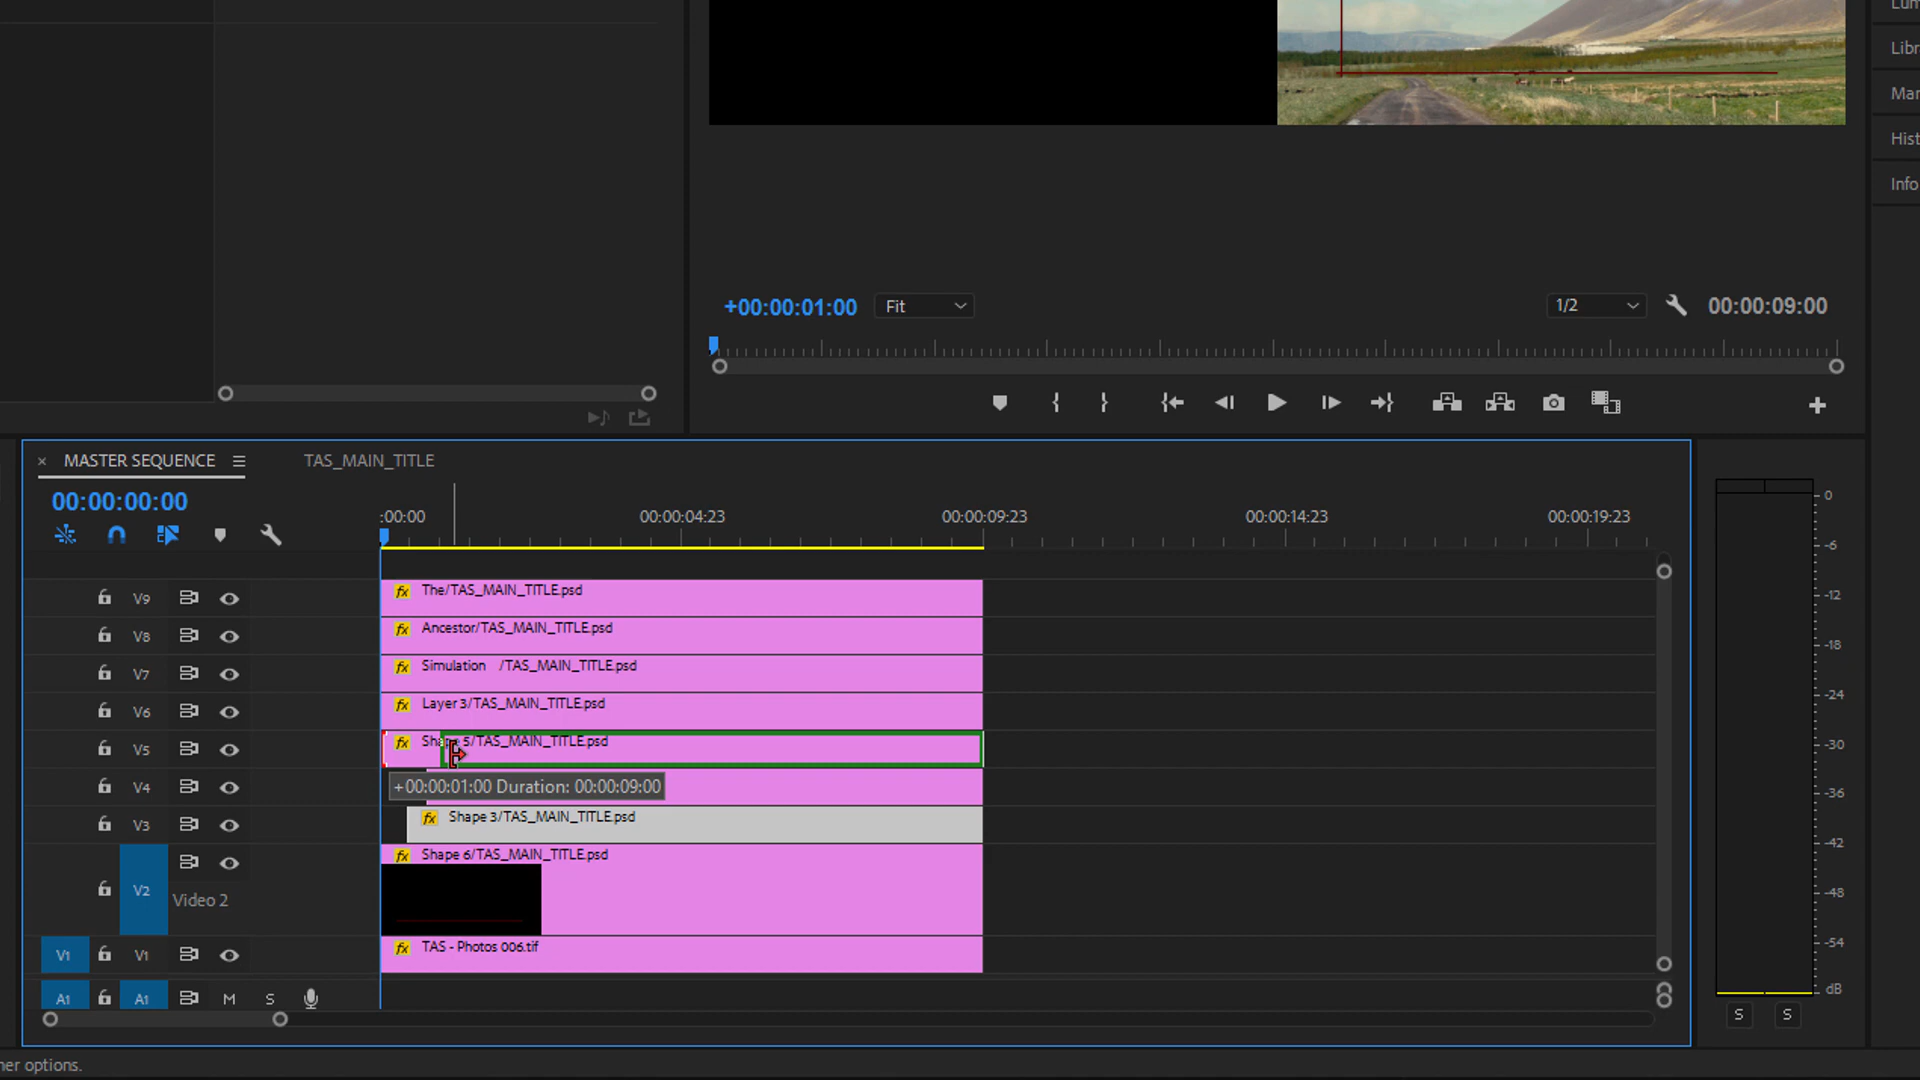 Lum
Libr
Mar
Hist
Info
+00:00:01:00 Fit 1/2 00:00:09:00
× MASTER SEQUENCE TAS_MAIN_TITLE
00:00:00:00
:00:00 00:00:04:23 00:00:09:23 00:00:14:23 00:00:19:23
V9 fx The/TAS_MAIN_TITLE.psd
V8 fx Ancestor/TAS_MAIN_TITLE.psd
V7 fx Simulation /TAS_MAIN_TITLE.psd
V6 fx Layer 3/TAS_MAIN_TITLE.psd
V5 fx Shape 5/TAS_MAIN_TITLE.psd
V4 +00:00:01:00 Duration: 00:00:09:00
V3 fx Shape 3/TAS_MAIN_TITLE.psd
V2 Video 2 fx Shape 6/TAS_MAIN_TITLE.psd
V1 V1 fx TAS - Photos 006.tif
A1 A1 M S
0
-6
-12
-18
-24
-30
-36
-42
-48
-54
dB
S S
her options.